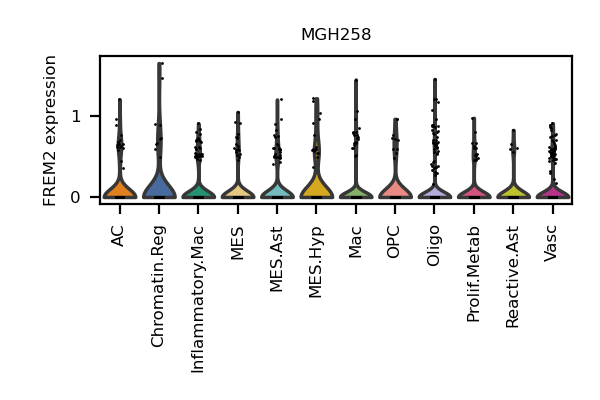 MGH258
FREM2 expression
1
0
AC
Chromatin.Reg
Inflammatory.Mac
MES
MES.Ast
MES.Hyp
Mac
OPC
Oligo
Prolif.Metab
Reactive.Ast
Vasc